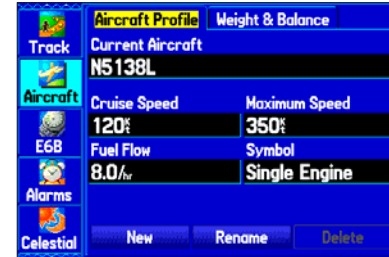 Aircraft Profile Weight & Balance
Track
Current Aircraft
N5138L
Aircraft
Cruise Speed Maximum Speed
120kt 350kt
E6B
Fuel Flow Symbol
8.0/hr Single Engine
Alarms
Celestial
New Rename Delete